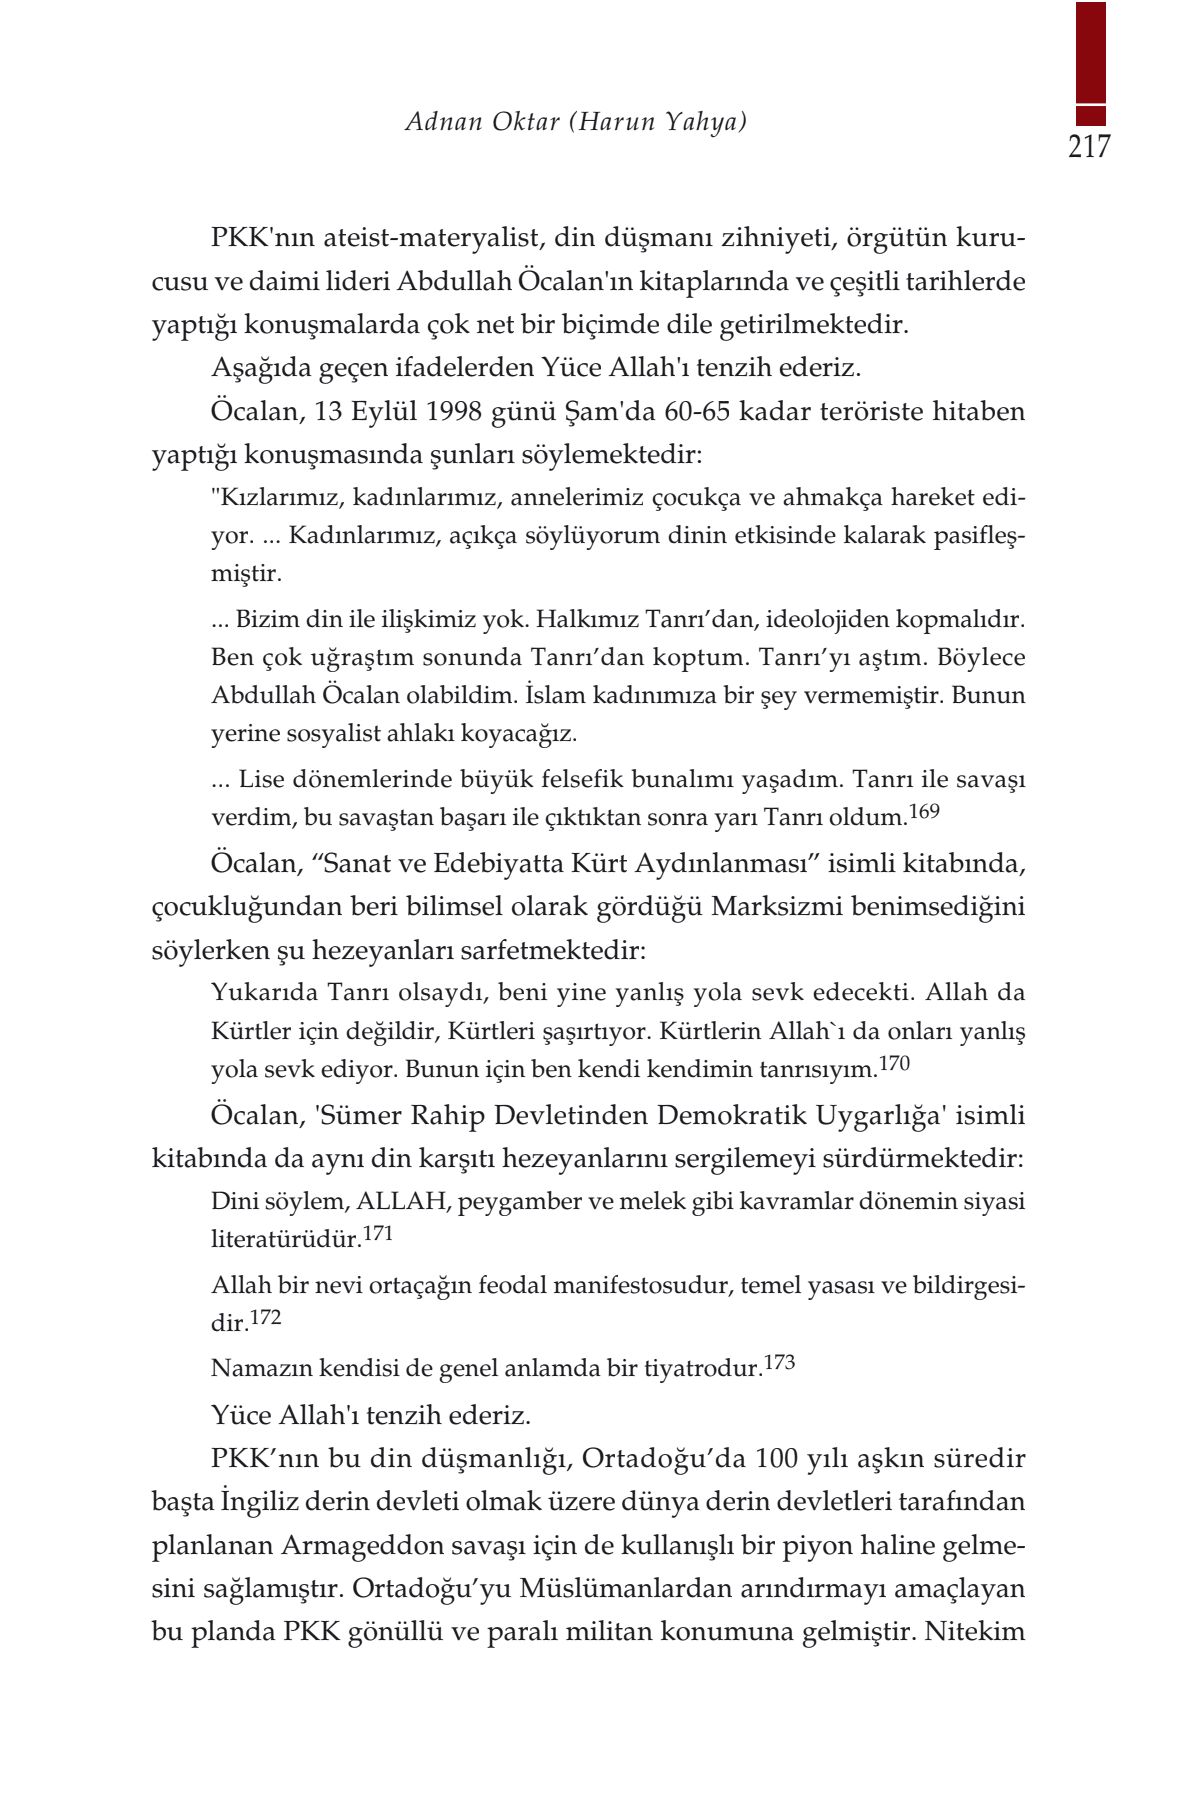 Adnan Oktar (Harun Yahya)
217
PKK'nın ateist-materyalist, din düşmanı zihniyeti, örgütün kuru-
cusu ve daimi lideri Abdullah Öcalan'ın kitaplarında ve çeşitli tarihlerde
yaptığı konuşmalarda çok net bir biçimde dile getirilmektedir.
Aşağıda geçen ifadelerden Yüce Allah'ı tenzih ederiz.
Öcalan, 13 Eylül 1998 günü Şam'da 60-65 kadar teröriste hitaben
yaptığı konuşmasında şunları söylemektedir:
"Kızlarımız, kadınlarımız, annelerimiz çocukça ve ahmakça hareket edi-
yor. ... Kadınlarımız, açıkça söylüyorum dinin etkisinde kalarak pasifleş-
miştir.
... Bizim din ile ilişkimiz yok. Halkımız Tanrı’dan, ideolojiden kopmalıdır.
Ben çok uğraştım sonunda Tanrı’dan koptum. Tanrı’yı aştım. Böylece
Abdullah Öcalan olabildim. İslam kadınımıza bir şey vermemiştir. Bunun
yerine sosyalist ahlakı koyacağız.
... Lise dönemlerinde büyük felsefik bunalımı yaşadım. Tanrı ile savaşı
verdim, bu savaştan başarı ile çıktıktan sonra yarı Tanrı oldum.169
Öcalan, “Sanat ve Edebiyatta Kürt Aydınlanması” isimli kitabında,
çocukluğundan beri bilimsel olarak gördüğü Marksizmi benimsediğini
söylerken şu hezeyanları sarfetmektedir:
Yukarıda Tanrı olsaydı, beni yine yanlış yola sevk edecekti. Allah da
Kürtler için değildir, Kürtleri şaşırtıyor. Kürtlerin Allah`ı da onları yanlış
yola sevk ediyor. Bunun için ben kendi kendimin tanrısıyım.170
Öcalan, 'Sümer Rahip Devletinden Demokratik Uygarlığa' isimli
kitabında da aynı din karşıtı hezeyanlarını sergilemeyi sürdürmektedir:
Dini söylem, ALLAH, peygamber ve melek gibi kavramlar dönemin siyasi
literatürüdür.171
Allah bir nevi ortaçağın feodal manifestosudur, temel yasası ve bildirgesi-
dir.172
Namazın kendisi de genel anlamda bir tiyatrodur.173
Yüce Allah'ı tenzih ederiz.
PKK’nın bu din düşmanlığı, Ortadoğu’da 100 yılı aşkın süredir
başta İngiliz derin devleti olmak üzere dünya derin devletleri tarafından
planlanan Armageddon savaşı için de kullanışlı bir piyon haline gelme-
sini sağlamıştır. Ortadoğu’yu Müslümanlardan arındırmayı amaçlayan
bu planda PKK gönüllü ve paralı militan konumuna gelmiştir. Nitekim